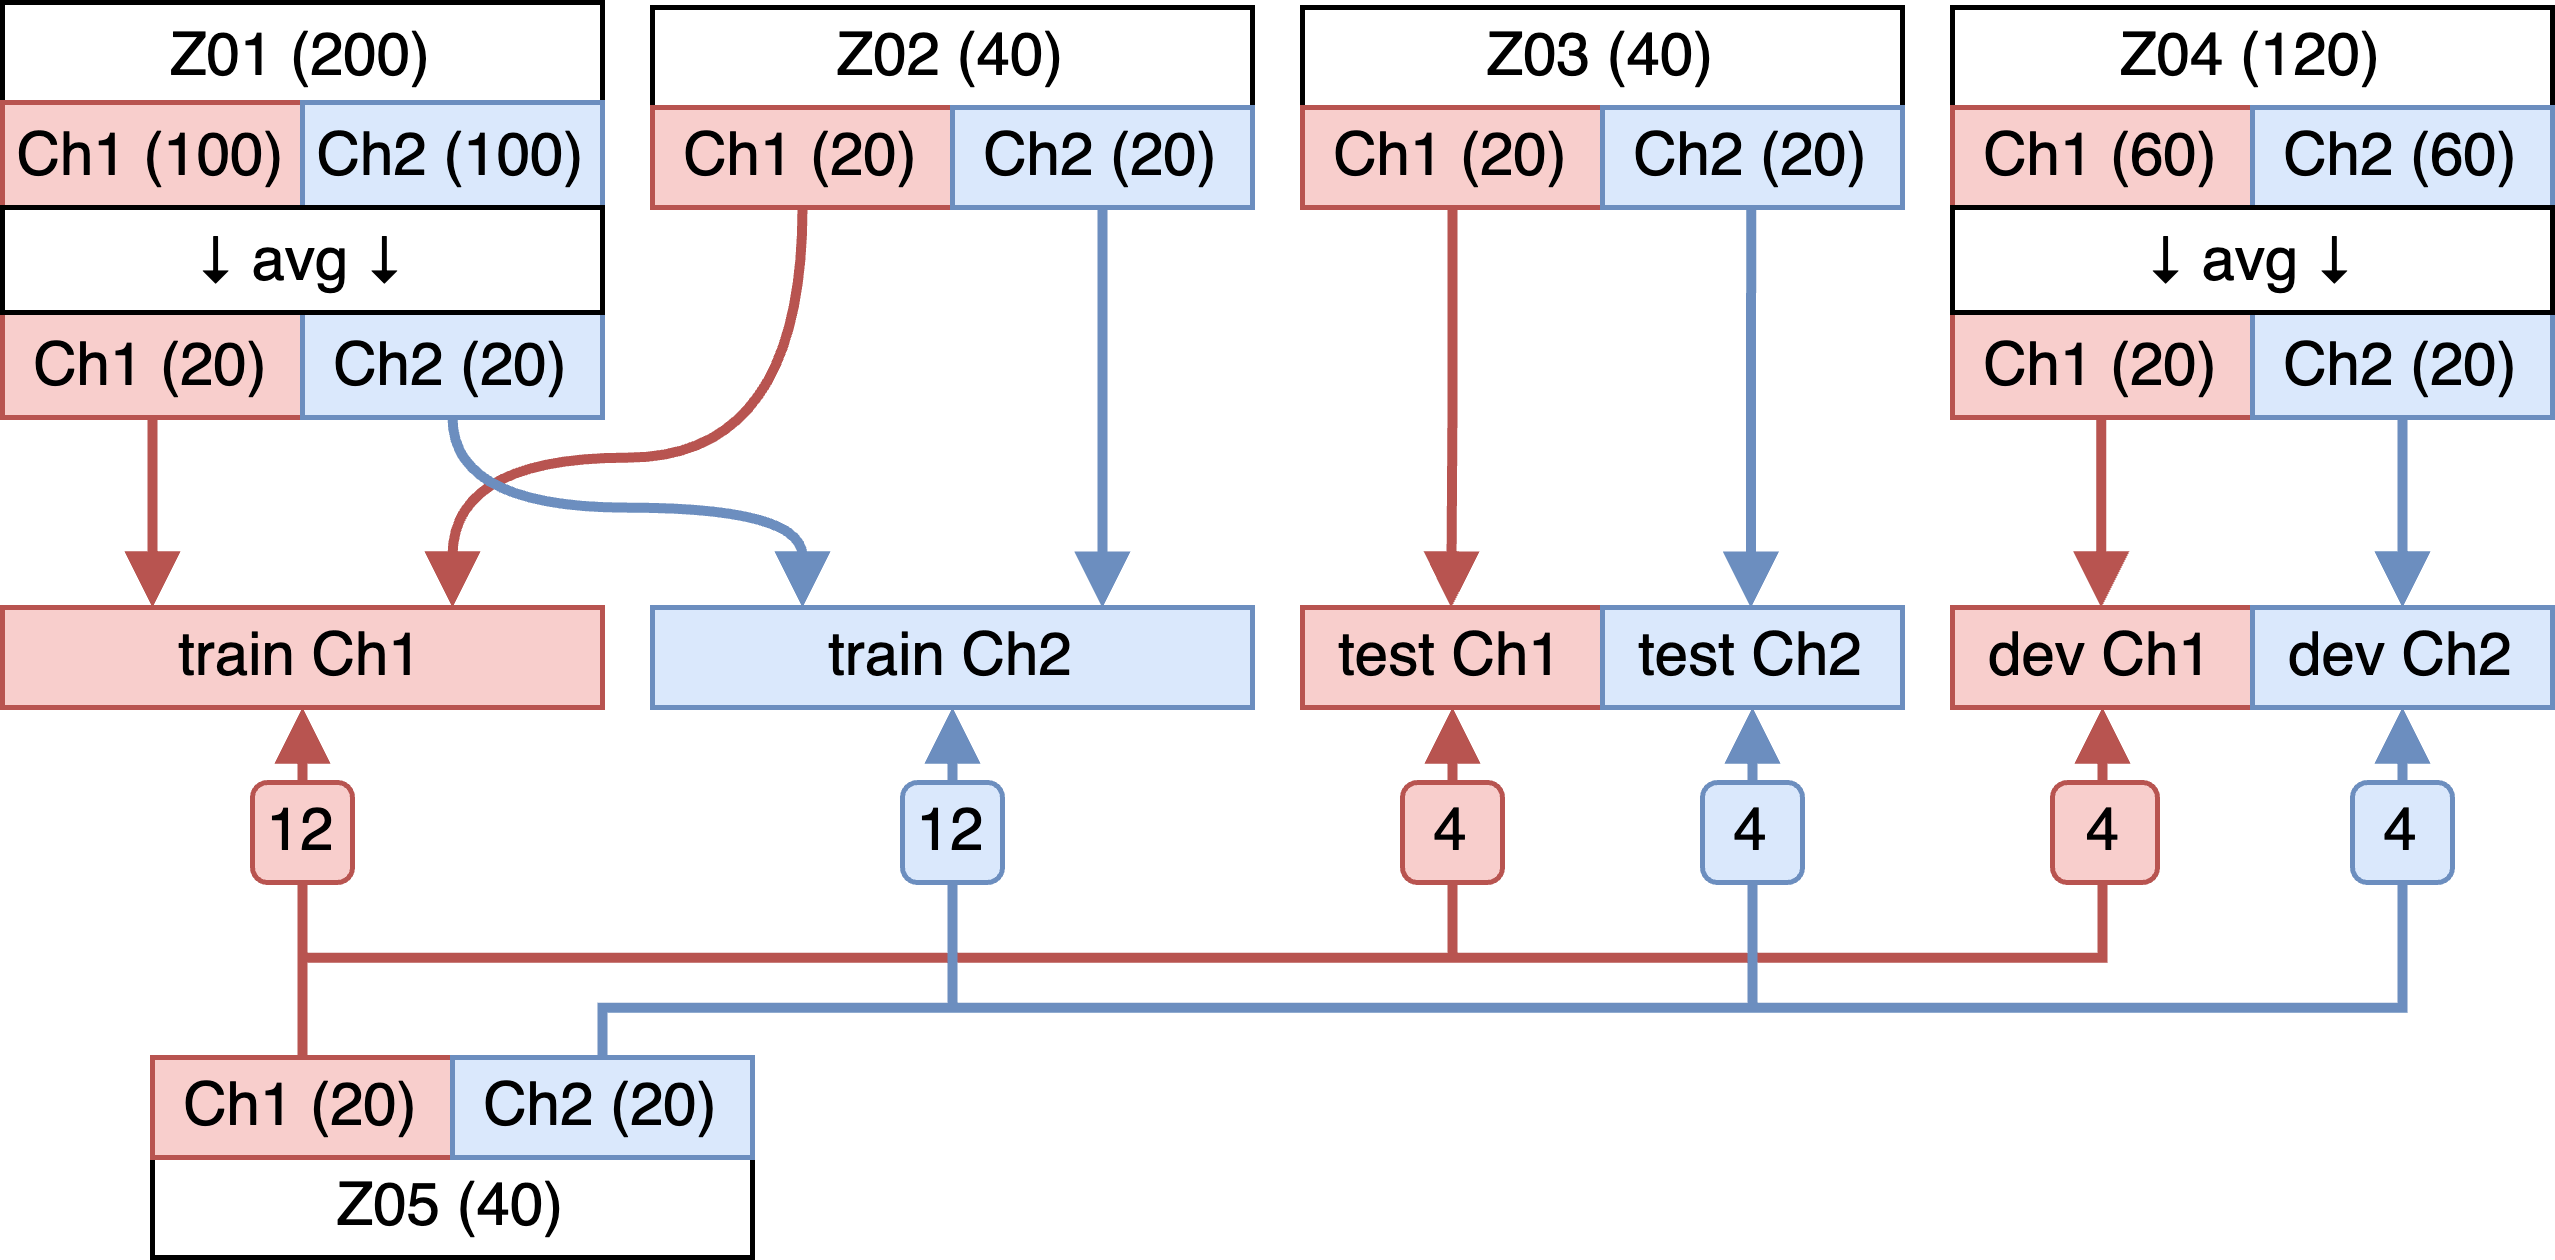 Z01 (200)
Z02 (40)
Z03 (40)
Z04 (120)
Ch1 (100)
Ch2 (100)
Ch1 (20)
Ch2 (20)
Ch1 (20)
Ch2 (20)
Ch1 (60)
Ch2 (60)
↓ avg ↓
↓ avg ↓
Ch1 (20)
Ch2 (20)
Ch1 (20)
Ch2 (20)
train Ch1
train Ch2
test Ch1
test Ch2
dev Ch1
dev Ch2
12
12
4
4
4
4
Ch1 (20)
Ch2 (20)
Z05 (40)